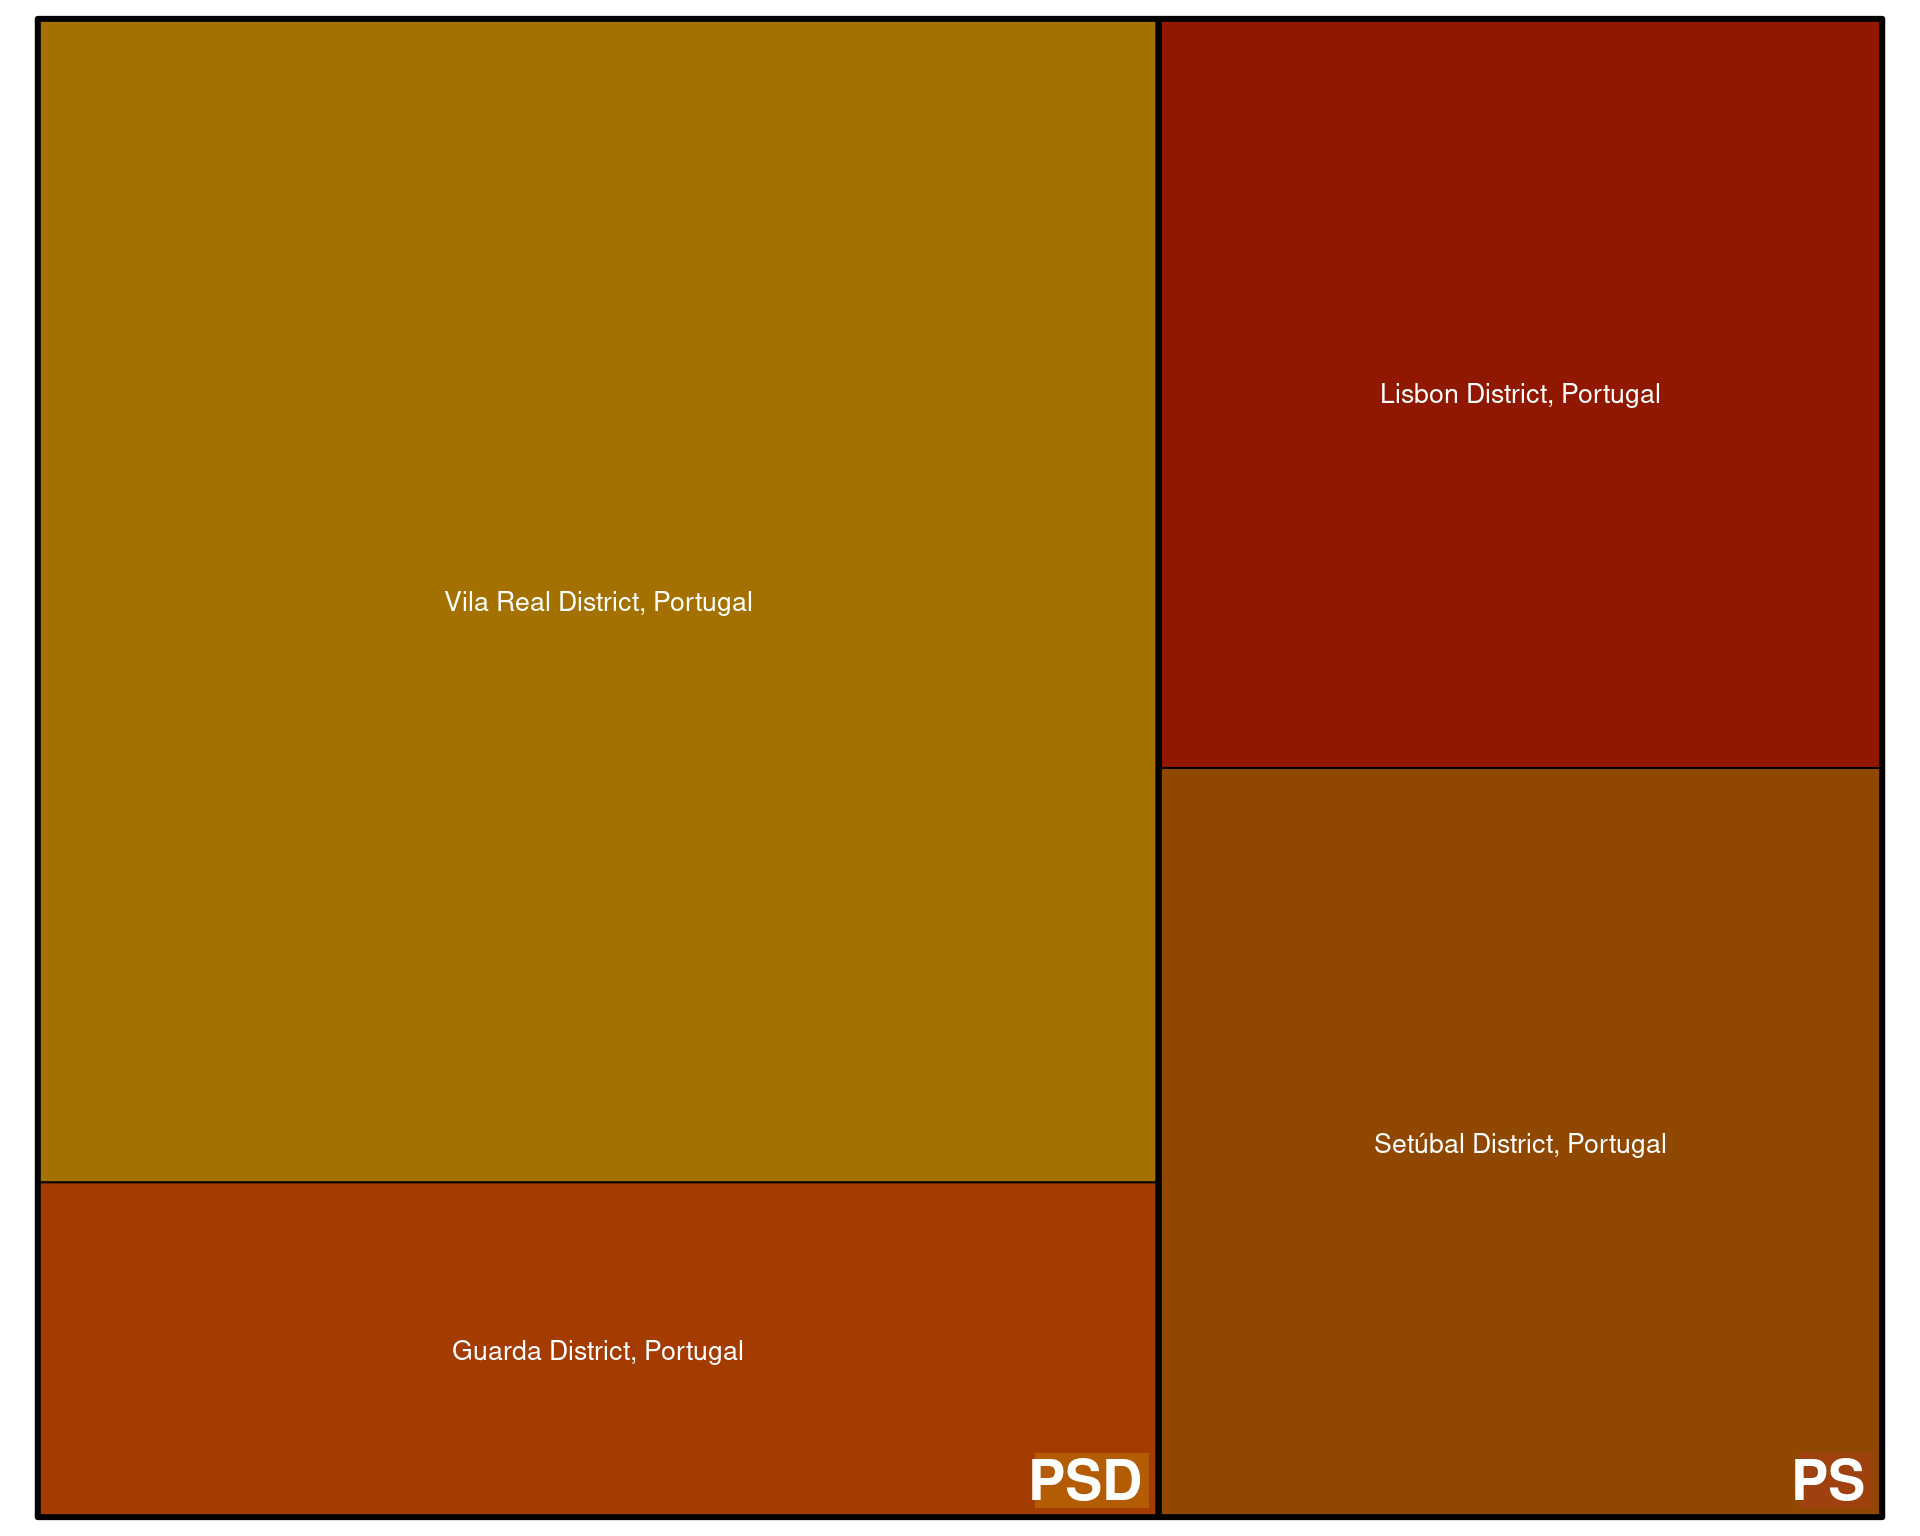 Lisbon District, Portugal
Vila Real District, Portugal
Setúbal District, Portugal
Guarda District, Portugal
PSD
PS